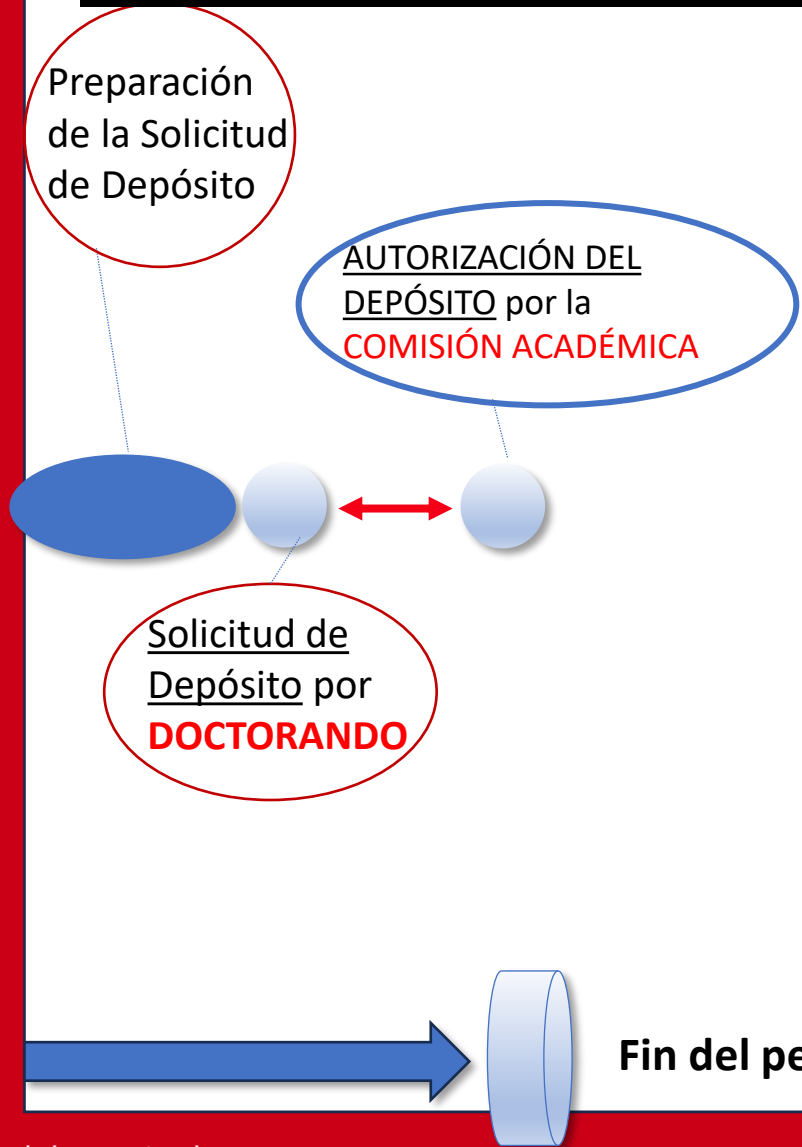 Preparación
de la Solicitud
de Depósito
AUTORIZACIÓN DEL
DEPÓSITO por la
COMISIÓN ACADÉMICA
Solicitud de
Depósito por
DOCTORANDO
Fin del pe